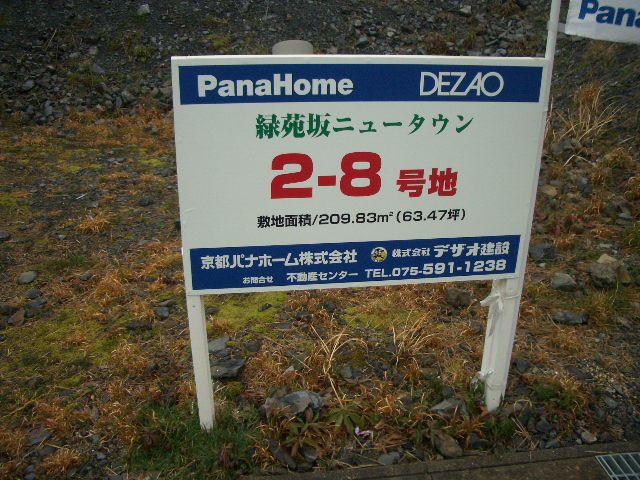 PanaHome DEZAO
緑苑坂ニュータウン
2-8 号地
敷地面積/209.83m²(63.47坪)
京都パナホーム株式会社 株式会社 デザオ建設
お問合せ 不動産センター TEL.075-591-1238
Pana